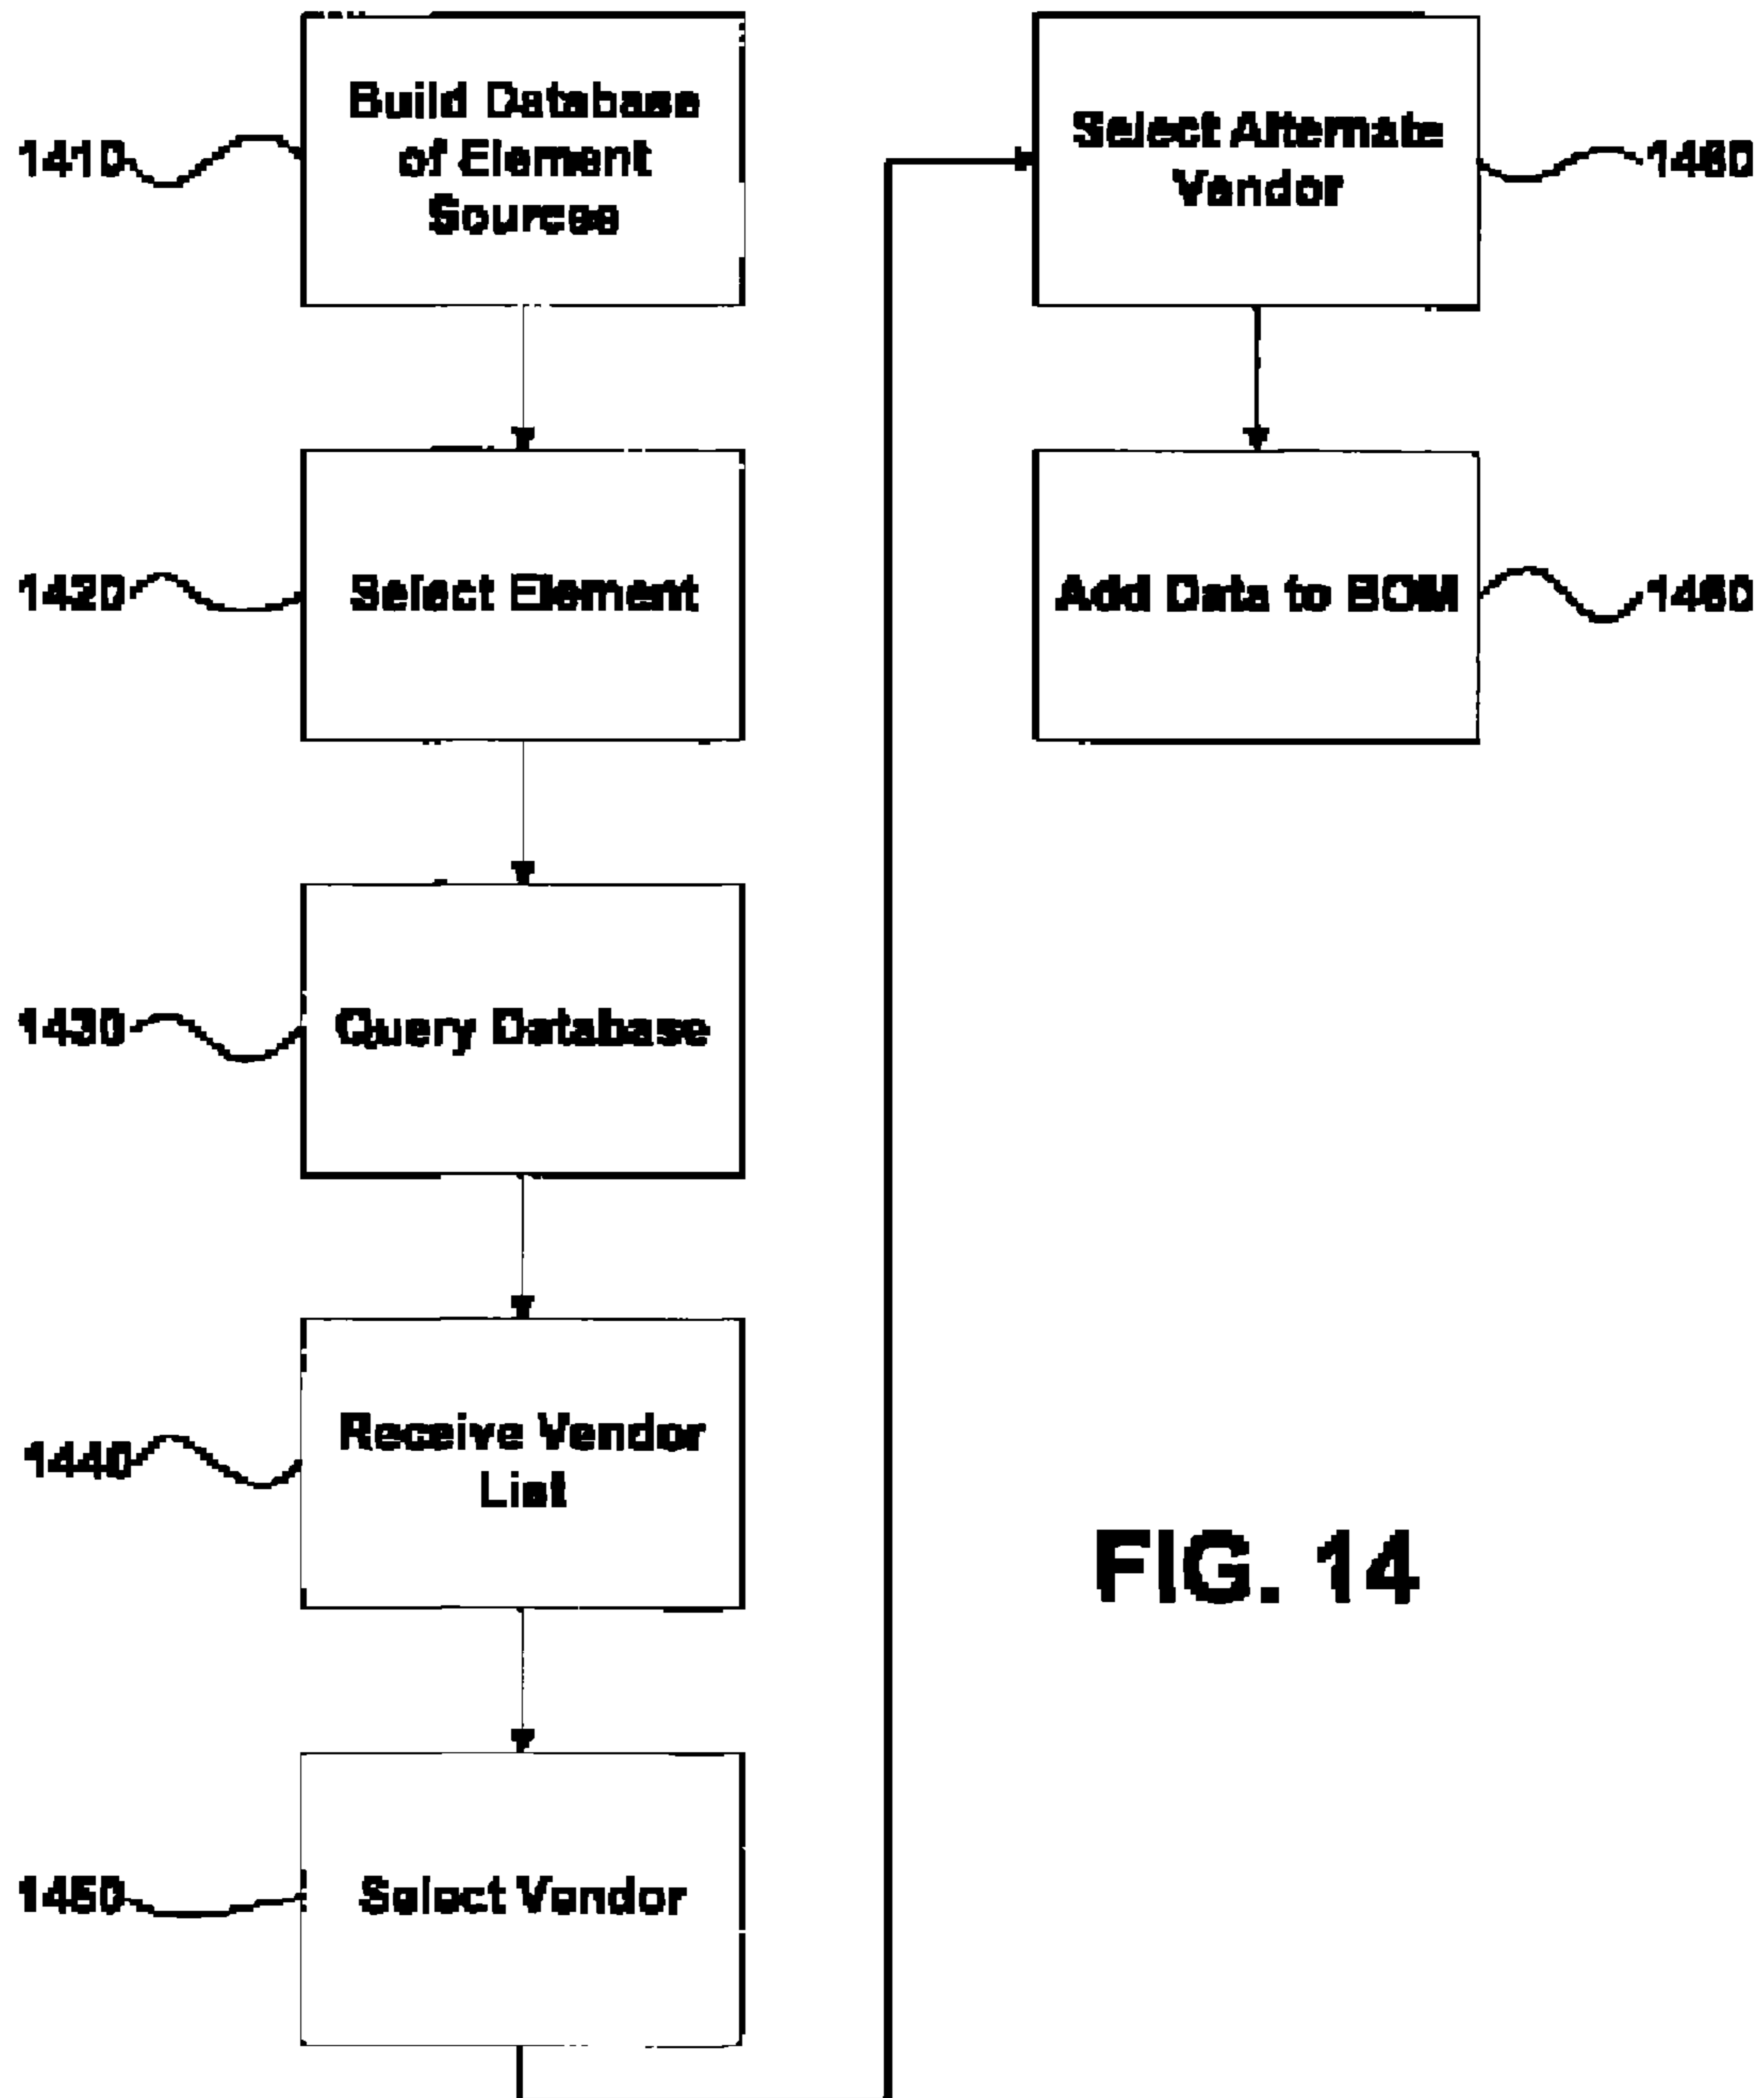 1410
Build Database
of Element
Sources
1420
Select Element
1430
Query Database
1440
Receive Vendor
List
1450
Select Vendor
Select Alternate
Vendor
Add Data to BOM
FIG. 14